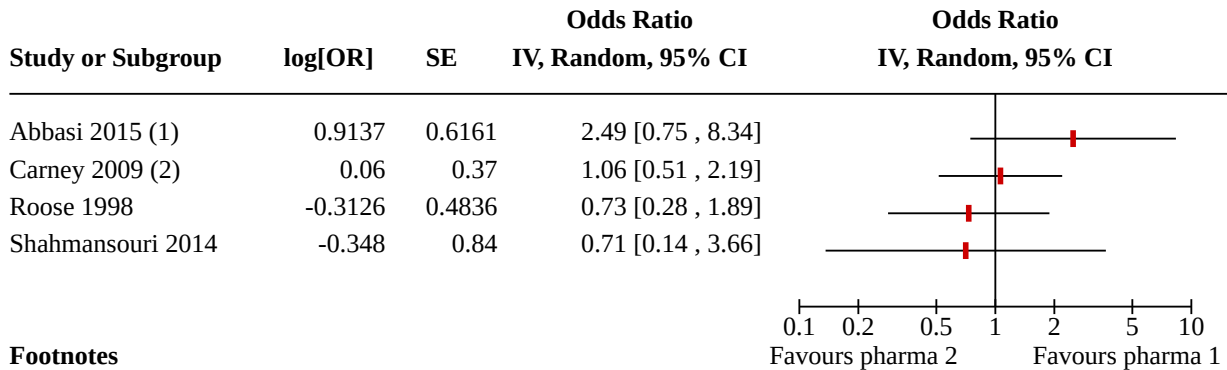 Odds Ratio Odds Ratio
Study or Subgroup log[OR] SE IV, Random, 95% CI IV, Random, 95% CI
Abbasi 2015 (1) 0.9137 0.6161 2.49 [0.75 , 8.34]
Carney 2009 (2) 0.06 0.37 1.06 [0.51 , 2.19]
Roose 1998 -0.3126 0.4836 0.73 [0.28 , 1.89]
Shahmansouri 2014 -0.348 0.84 0.71 [0.14 , 3.66]
0.1 0.2 0.5 1 2 5 10
Footnotes Favours pharma 2 Favours pharma 1